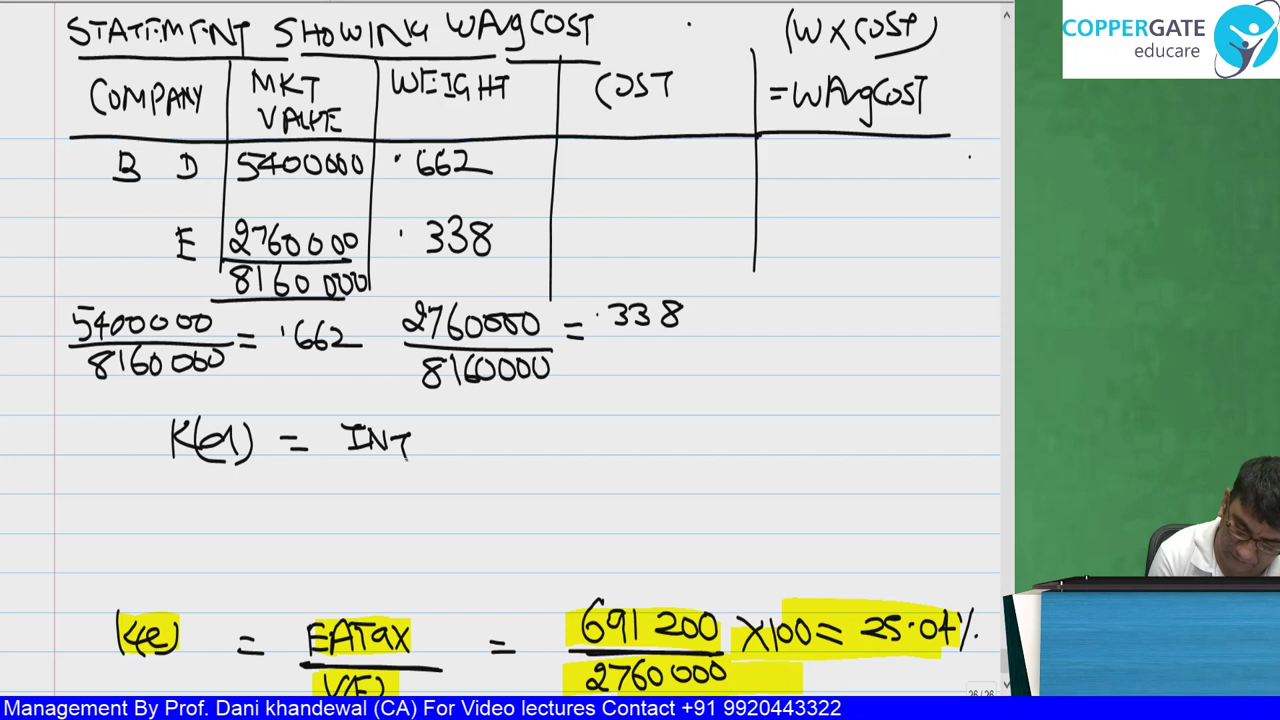 STATEMENT SHOWING WAvgCOST (W X COST)
COMPANY MKT VALUE WEIGHT COST = WAvgCOST
B D 5400000 .662
E 2760000 .338
8160000
5400000 / 8160000 = .662 2760000 / 8160000 = .338
K(d) = INT
K(e) = EATax / V(E) = 691200 / 2760000 X100 = 25.04%
COPPERGATE
educare
26/26
Management By Prof. Dani khandewal (CA) For Video lectures Contact +91 9920443322